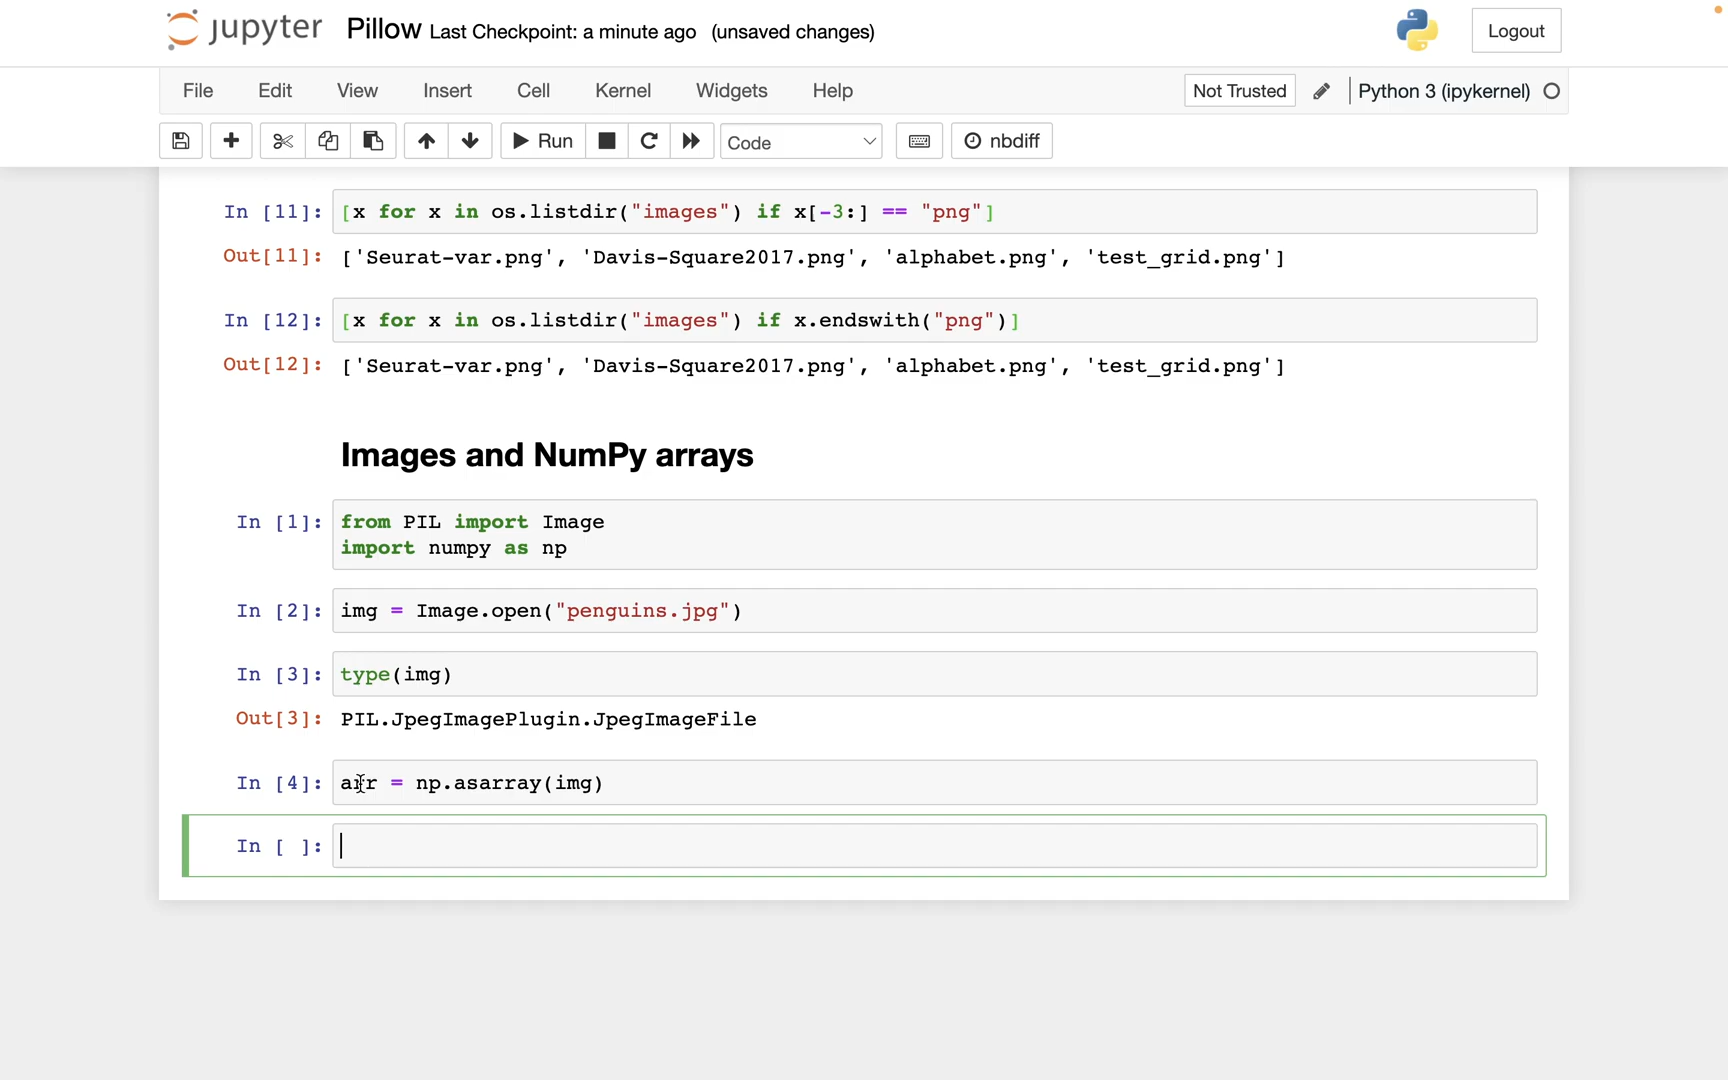 jupyter Pillow Last Checkpoint: a minute ago (unsaved changes) Logout
File Edit View Insert Cell Kernel Widgets Help Not Trusted Python 3 (ipykernel)
Run Code nbdiff
In [11]: [x for x in os.listdir("images") if x[-3:] == "png"]
Out[11]: ['Seurat-var.png', 'Davis-Square2017.png', 'alphabet.png', 'test_grid.png']
In [12]: [x for x in os.listdir("images") if x.endswith("png")]
Out[12]: ['Seurat-var.png', 'Davis-Square2017.png', 'alphabet.png', 'test_grid.png']
Images and NumPy arrays
In [1]: from PIL import Image
import numpy as np
In [2]: img = Image.open("penguins.jpg")
In [3]: type(img)
Out[3]: PIL.JpegImagePlugin.JpegImageFile
In [4]: arr = np.asarray(img)
In [ ]: